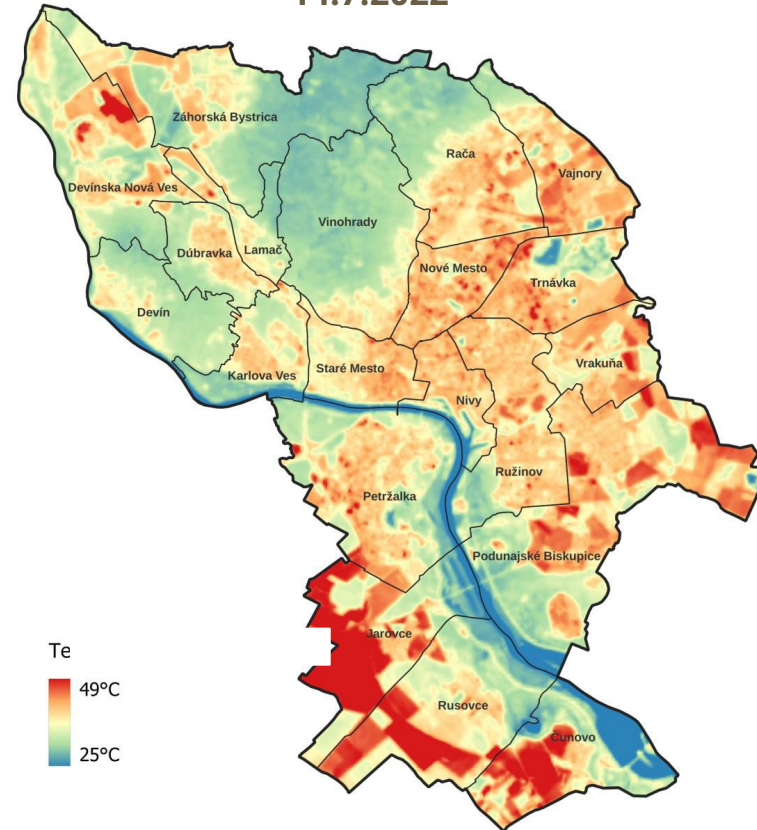 Záhorská Bystrica
Rača
Vajnory
Devínska Nová Ves
Vinohrady
Dúbravka
Lamač
Nové Mesto
Trnávka
Devín
Karlova Ves
Staré Mesto
Vrakuňa
Nivy
Ružinov
Petržalka
Podunajské Biskupice
Jarovce
Rusovce
Čunovo
Te
49°C
25°C